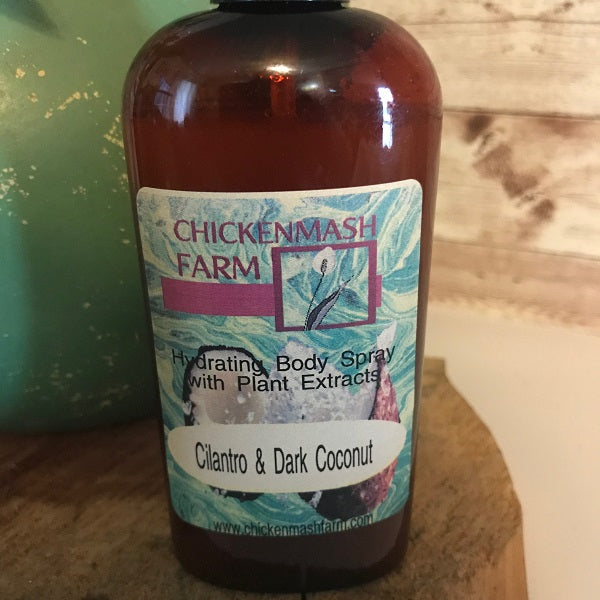 CHICKENMASH
FARM
Hydrating Body Spray
with Plant Extracts
Cilantro & Dark Coconut
www.chickenmashfarm.com